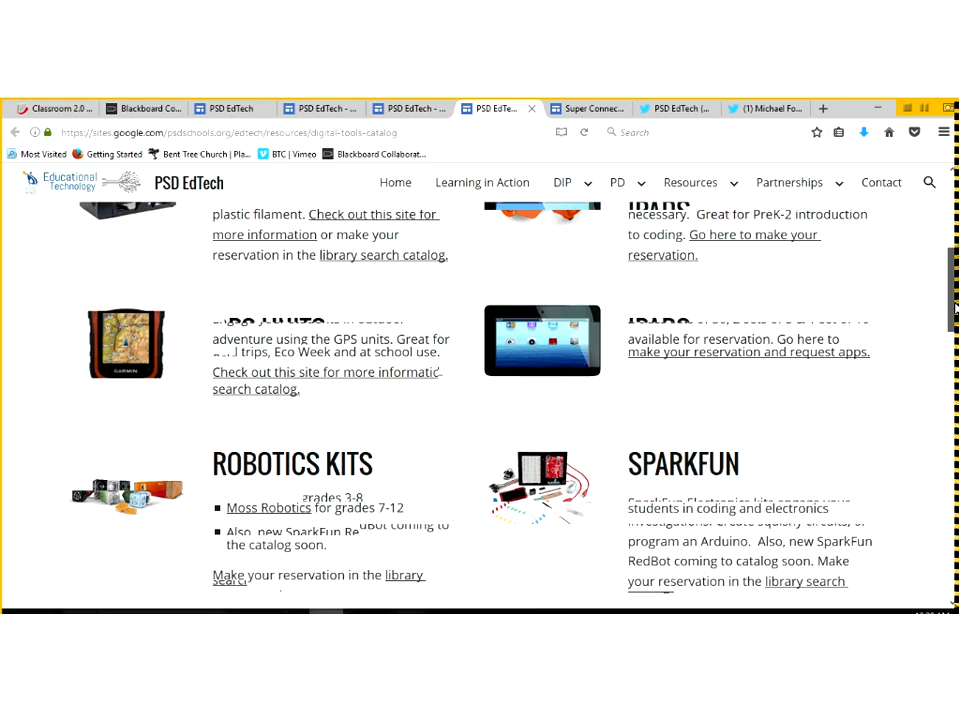 Classroom 2.0 ...
Blackboard Co...
PSD EdTech
PSD EdTech - ...
PSD EdTech - ...
PSD EdTe...
Super Connec...
PSD EdTech (...
(1) Michael Fo...
https://sites.google.com/psdschools.org/edtech/resources/digital-tools-catalog
Search
Most Visited
Getting Started
Bent Tree Church | Pla...
BTC | Vimeo
Blackboard Collaborat...
Educational Technology
PSD EdTech
Home
Learning in Action
DIP
PD
Resources
Partnerships
Contact
plastic filament. Check out this site for
more information or make your
reservation in the library search catalog.
necessary. Great for PreK-2 introduction
to coding. Go here to make your
reservation.
adventure using the GPS units. Great for
trips, Eco Week and at school use.
Check out this site for more informatic
search catalog.
GARMIN
available for reservation. Go here to
make your reservation and request apps.
ROBOTICS KITS
grades 3-8
Moss Robotics for grades 7-12
Also, new SparkFun Re
dBot coming to
the catalog soon.
Make your reservation in the library
search
SPARKFUN
students in coding and electronics
program an Arduino. Also, new SparkFun
RedBot coming to catalog soon. Make
your reservation in the library search